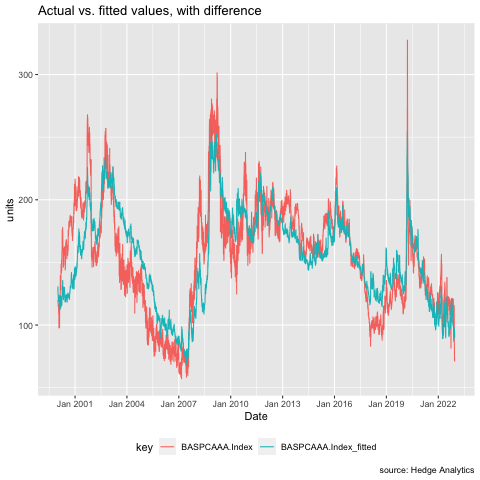 Actual vs. fitted values, with difference
300
200
100
units
Jan 2001 Jan 2004 Jan 2007 Jan 2010 Jan 2013 Jan 2016 Jan 2019 Jan 2022
Date
key BASPCAAA.Index BASPCAAA.Index_fitted
source: Hedge Analytics